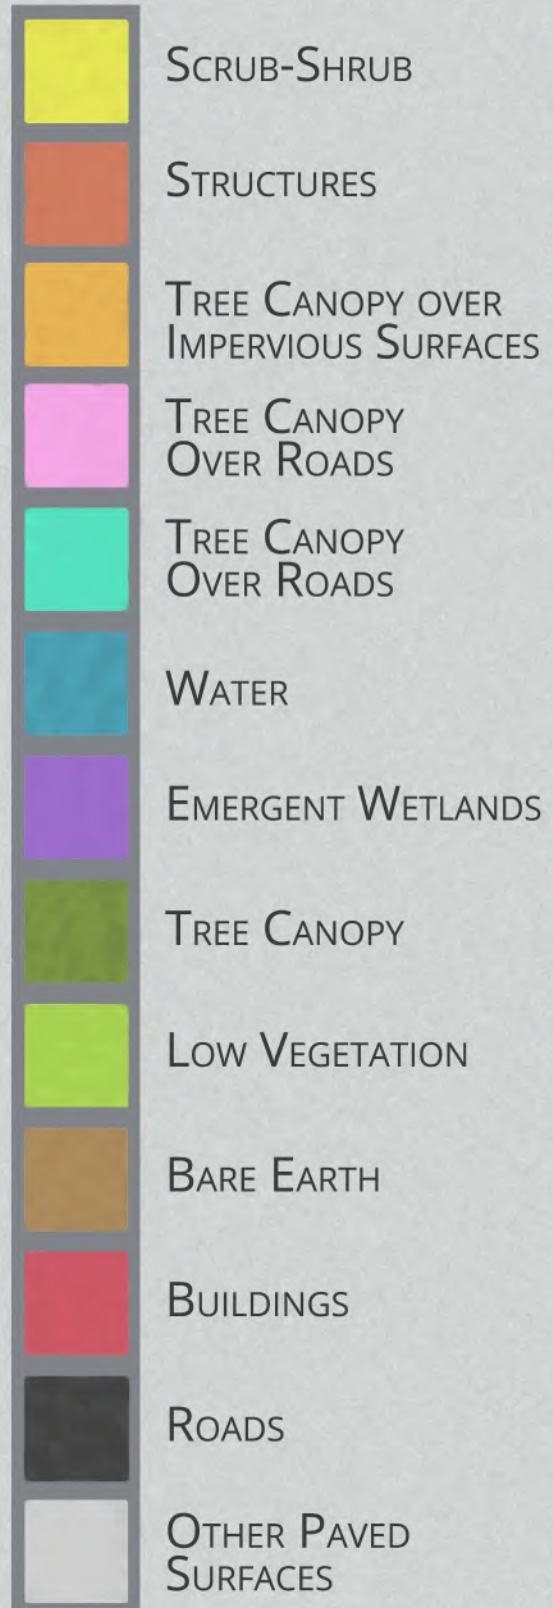 Scrub-Shrub
Structures
Tree Canopy over
Impervious Surfaces
Tree Canopy
Over Roads
Tree Canopy
Over Roads
Water
Emergent Wetlands
Tree Canopy
Low Vegetation
Bare Earth
Buildings
Roads
Other Paved
Surfaces